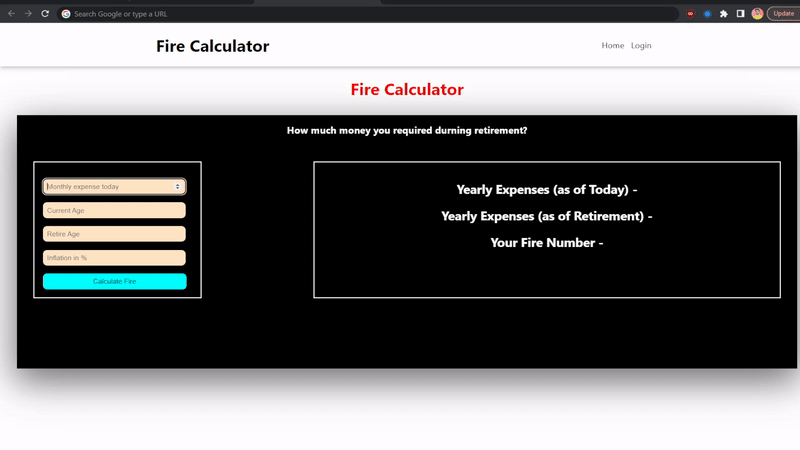 Search Google or type a URL
Update
Fire Calculator
Home Login
Fire Calculator
How much money you required durning retirement?
Monthly expense today
Current Age
Retire Age
Inflation in %
Calculate Fire
Yearly Expenses (as of Today) -
Yearly Expenses (as of Retirement) -
Your Fire Number -